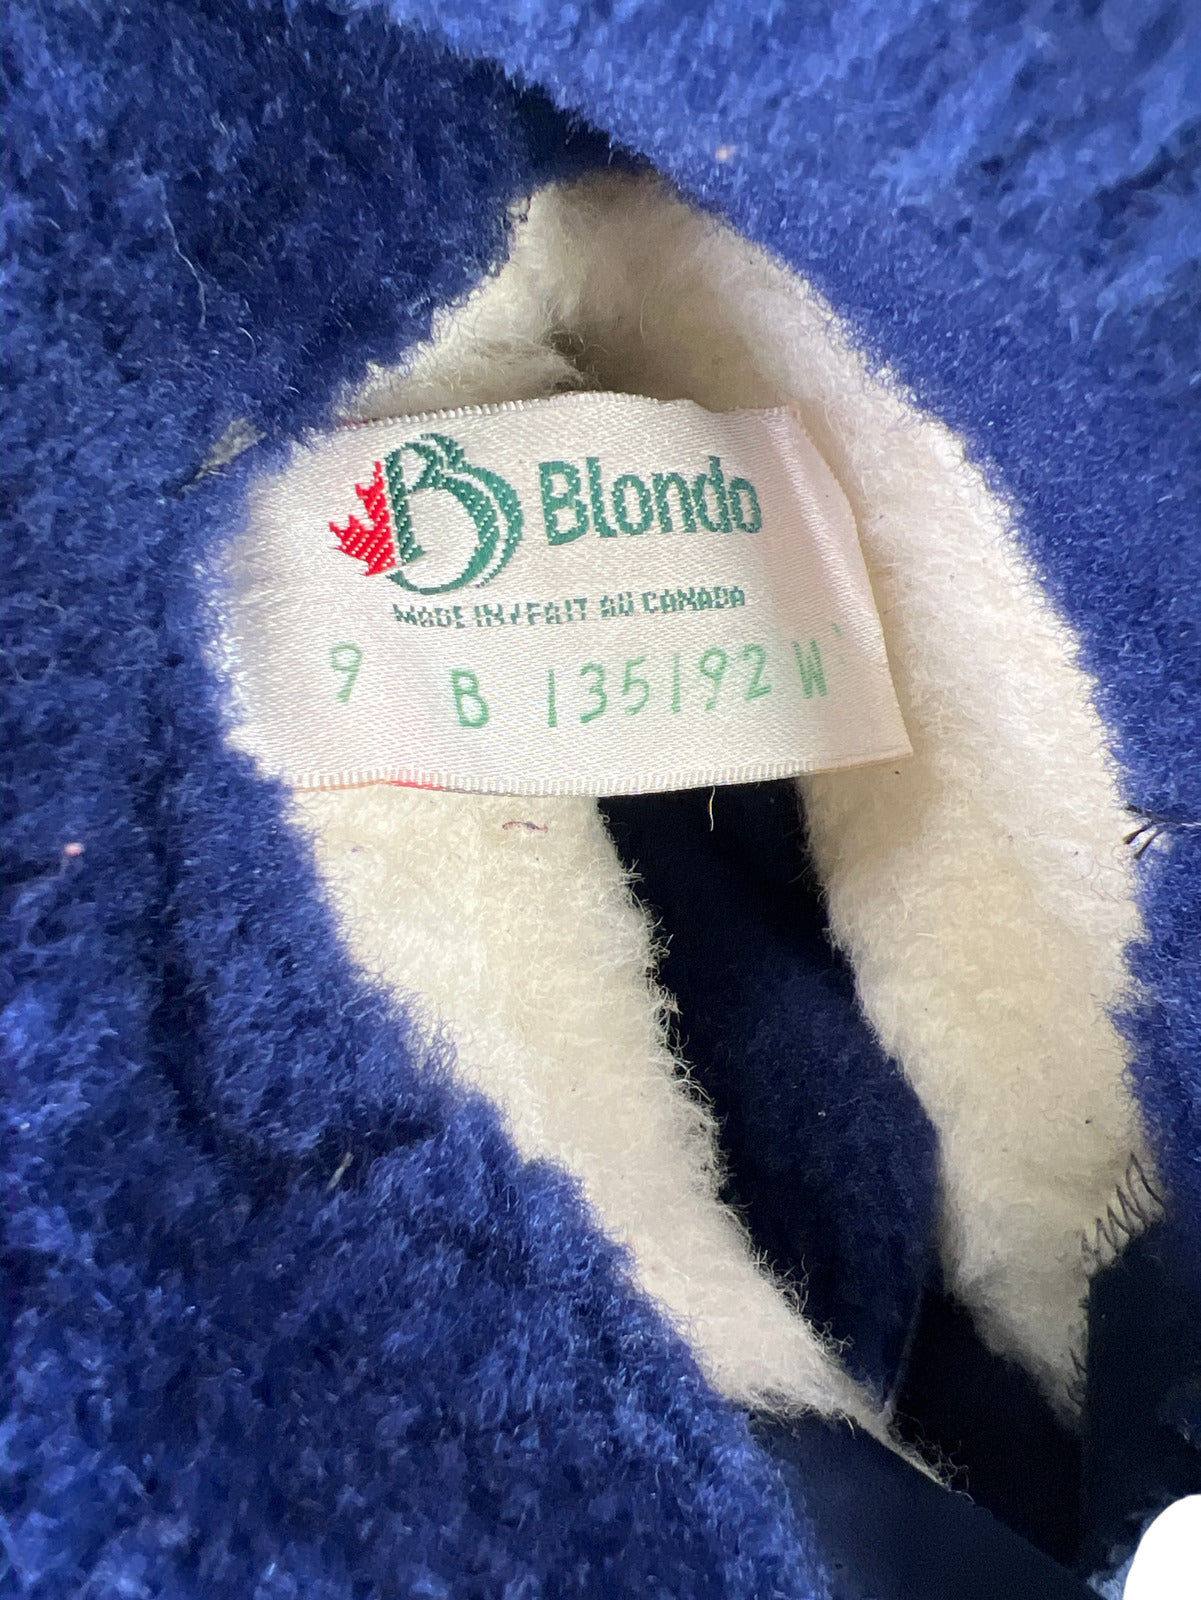 B Blondo
MADE IN / FAIT AU CANADA
9 B 135192 W